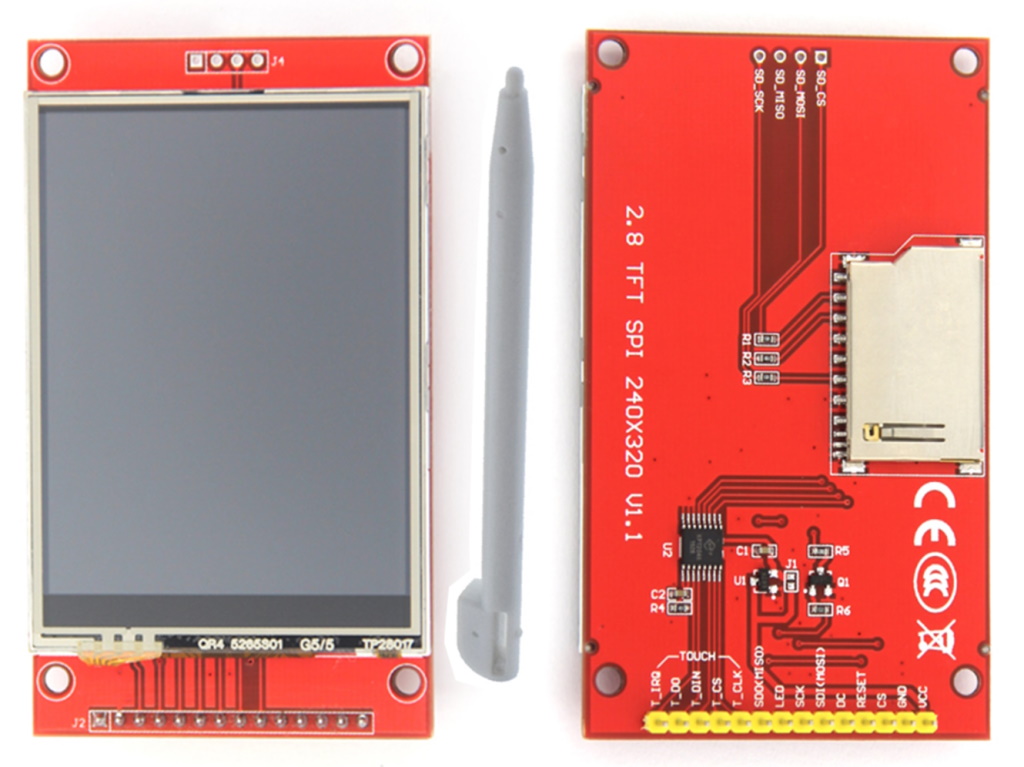 J4
QR4 5265S01 G5/5 TP28017
J2
SD_SCK
SD_MISO
SD_MOSI
SD_CS
2.8 TFT SPI 240X320 V1.1
R1
R2
R3
U2
C1
R5
J1
U1
Q1
C2
R4
R6
TOUCH
T_IRQ
T_DO
T_DIN
T_CS
T_CLK
SDO(MISO)
LED
SCK
SDI(MOSI)
DC
RESET
CS
GND
VCC
CE